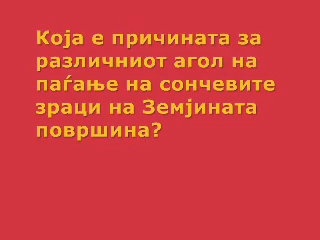 Која е причината за
различниот агол на
паѓање на сончевите
зраци на Земјината
површина?